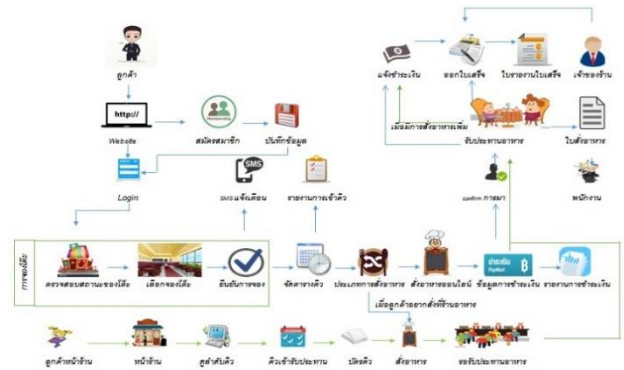 ลูกค้า
แจ้งชำระเงิน
ออกใบเสร็จ
ใบรายงานใบเสร็จ
เจ้าของร้าน
http://
Membership
Website
สมัครสมาชิก
บันทึกข้อมูล
เมื่อมีการสั่งอาหารเพิ่ม
รับประทานอาหาร
ใบสั่งอาหาร
SMS
Login
SMS แจ้งเตือน
รายงานการเข้าคิว
confirm การมา
พนักงาน
การจองโต๊ะ
ชำระเงิน
Payment
ตรวจสอบสถานะของโต๊ะ
เลือกจองโต๊ะ
ยืนยันการจอง
จัดตารางคิว
ประเภทการสั่งอาหาร
สั่งอาหารออนไลน์
ข้อมูลการชำระเงิน
รายงานการชำระเงิน
เมื่อลูกค้าอยากสั่งที่ร้านอาหาร
ลูกค้าหน้าร้าน
หน้าร้าน
ดูลำดับคิว
คิวเข้ารับประทาน
บัตรคิว
สั่งอาหาร
รอรับประทานอาหาร